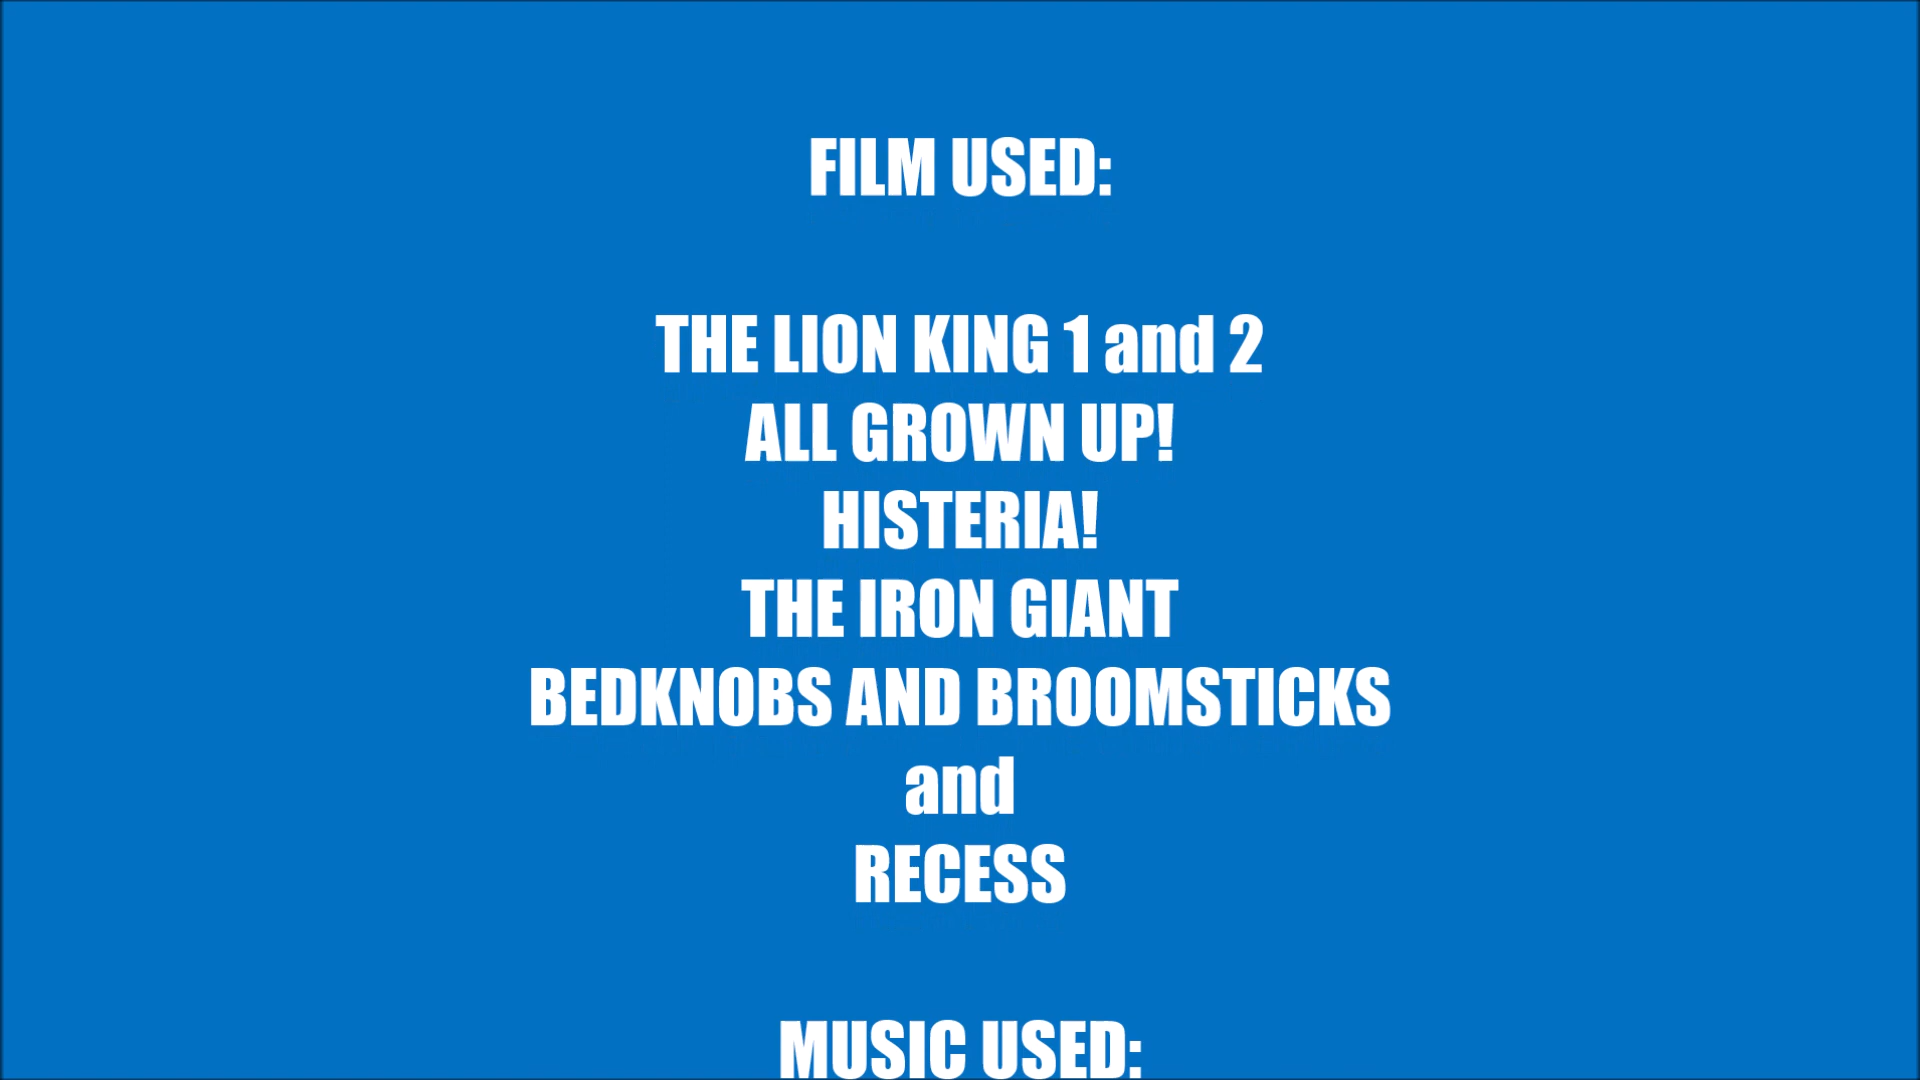 FILM USED:
THE LION KING 1 and 2
ALL GROWN UP!
HISTERIA!
THE IRON GIANT
BEDKNOBS AND BROOMSTICKS
and
RECESS
MUSIC USED: